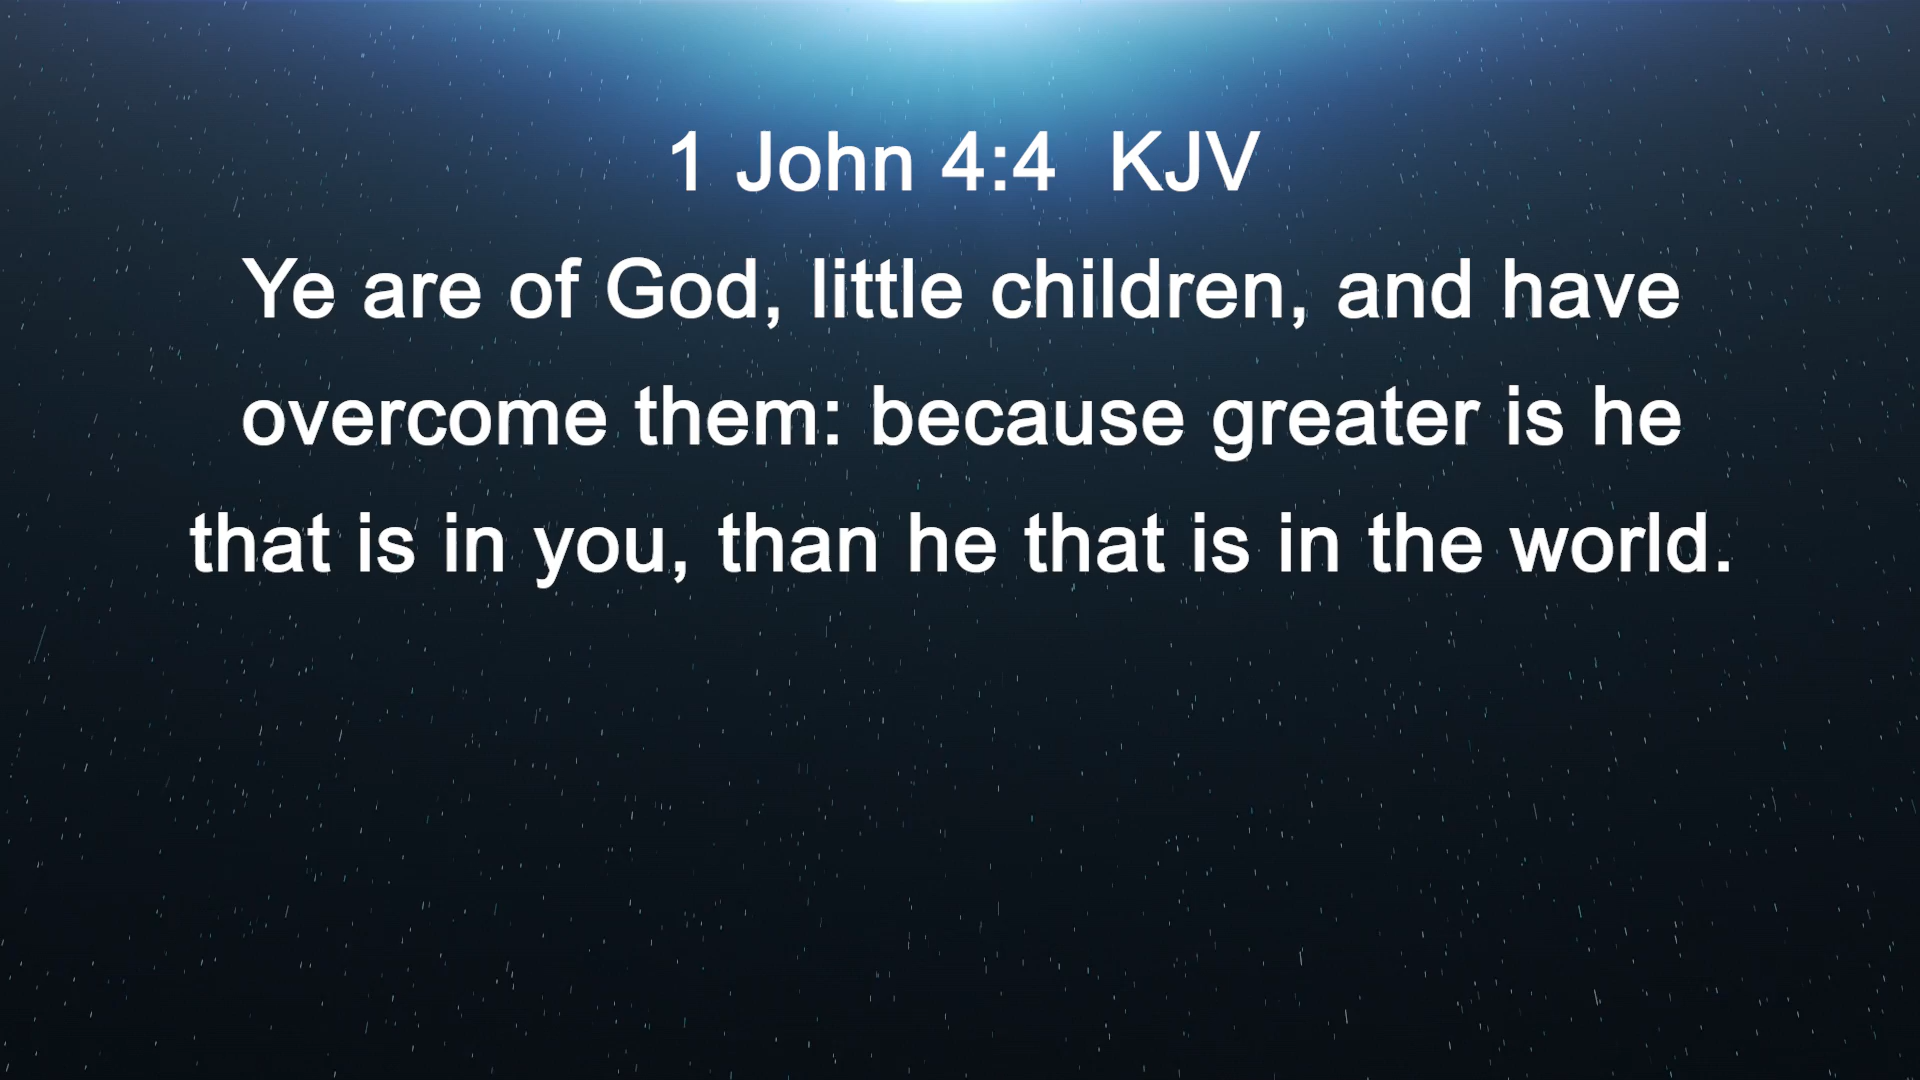 1 John 4:4  KJV
Ye are of God, little children, and have
overcome them: because greater is he
that is in you, than he that is in the world.